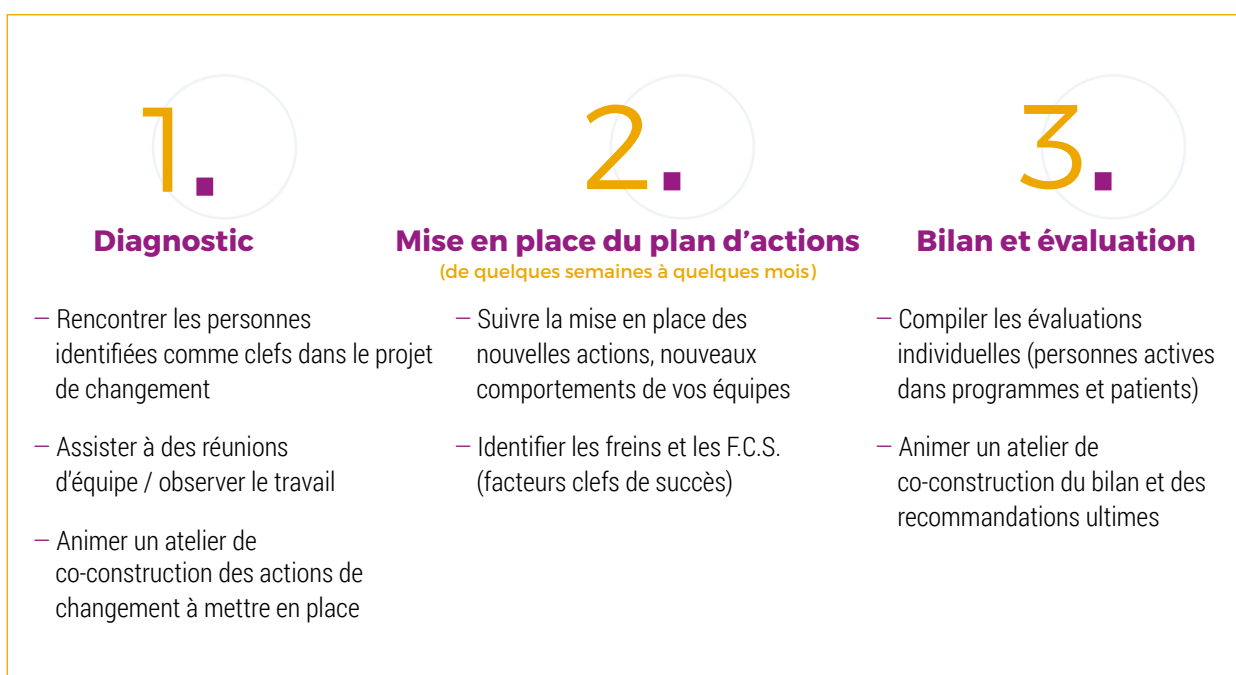 1.
Diagnostic
— Rencontrer les personnes
identifiées comme clefs dans le projet
de changement
— Assister à des réunions
d'équipe / observer le travail
— Animer un atelier de
co-construction des actions de
changement à mettre en place
2.
Mise en place du plan d'actions
(de quelques semaines à quelques mois)
— Suivre la mise en place des
nouvelles actions, nouveaux
comportements de vos équipes
— Identifier les freins et les F.C.S.
(facteurs clefs de succès)
3.
Bilan et évaluation
— Compiler les évaluations
individuelles (personnes actives
dans programmes et patients)
— Animer un atelier de
co-construction du bilan et des
recommandations ultimes